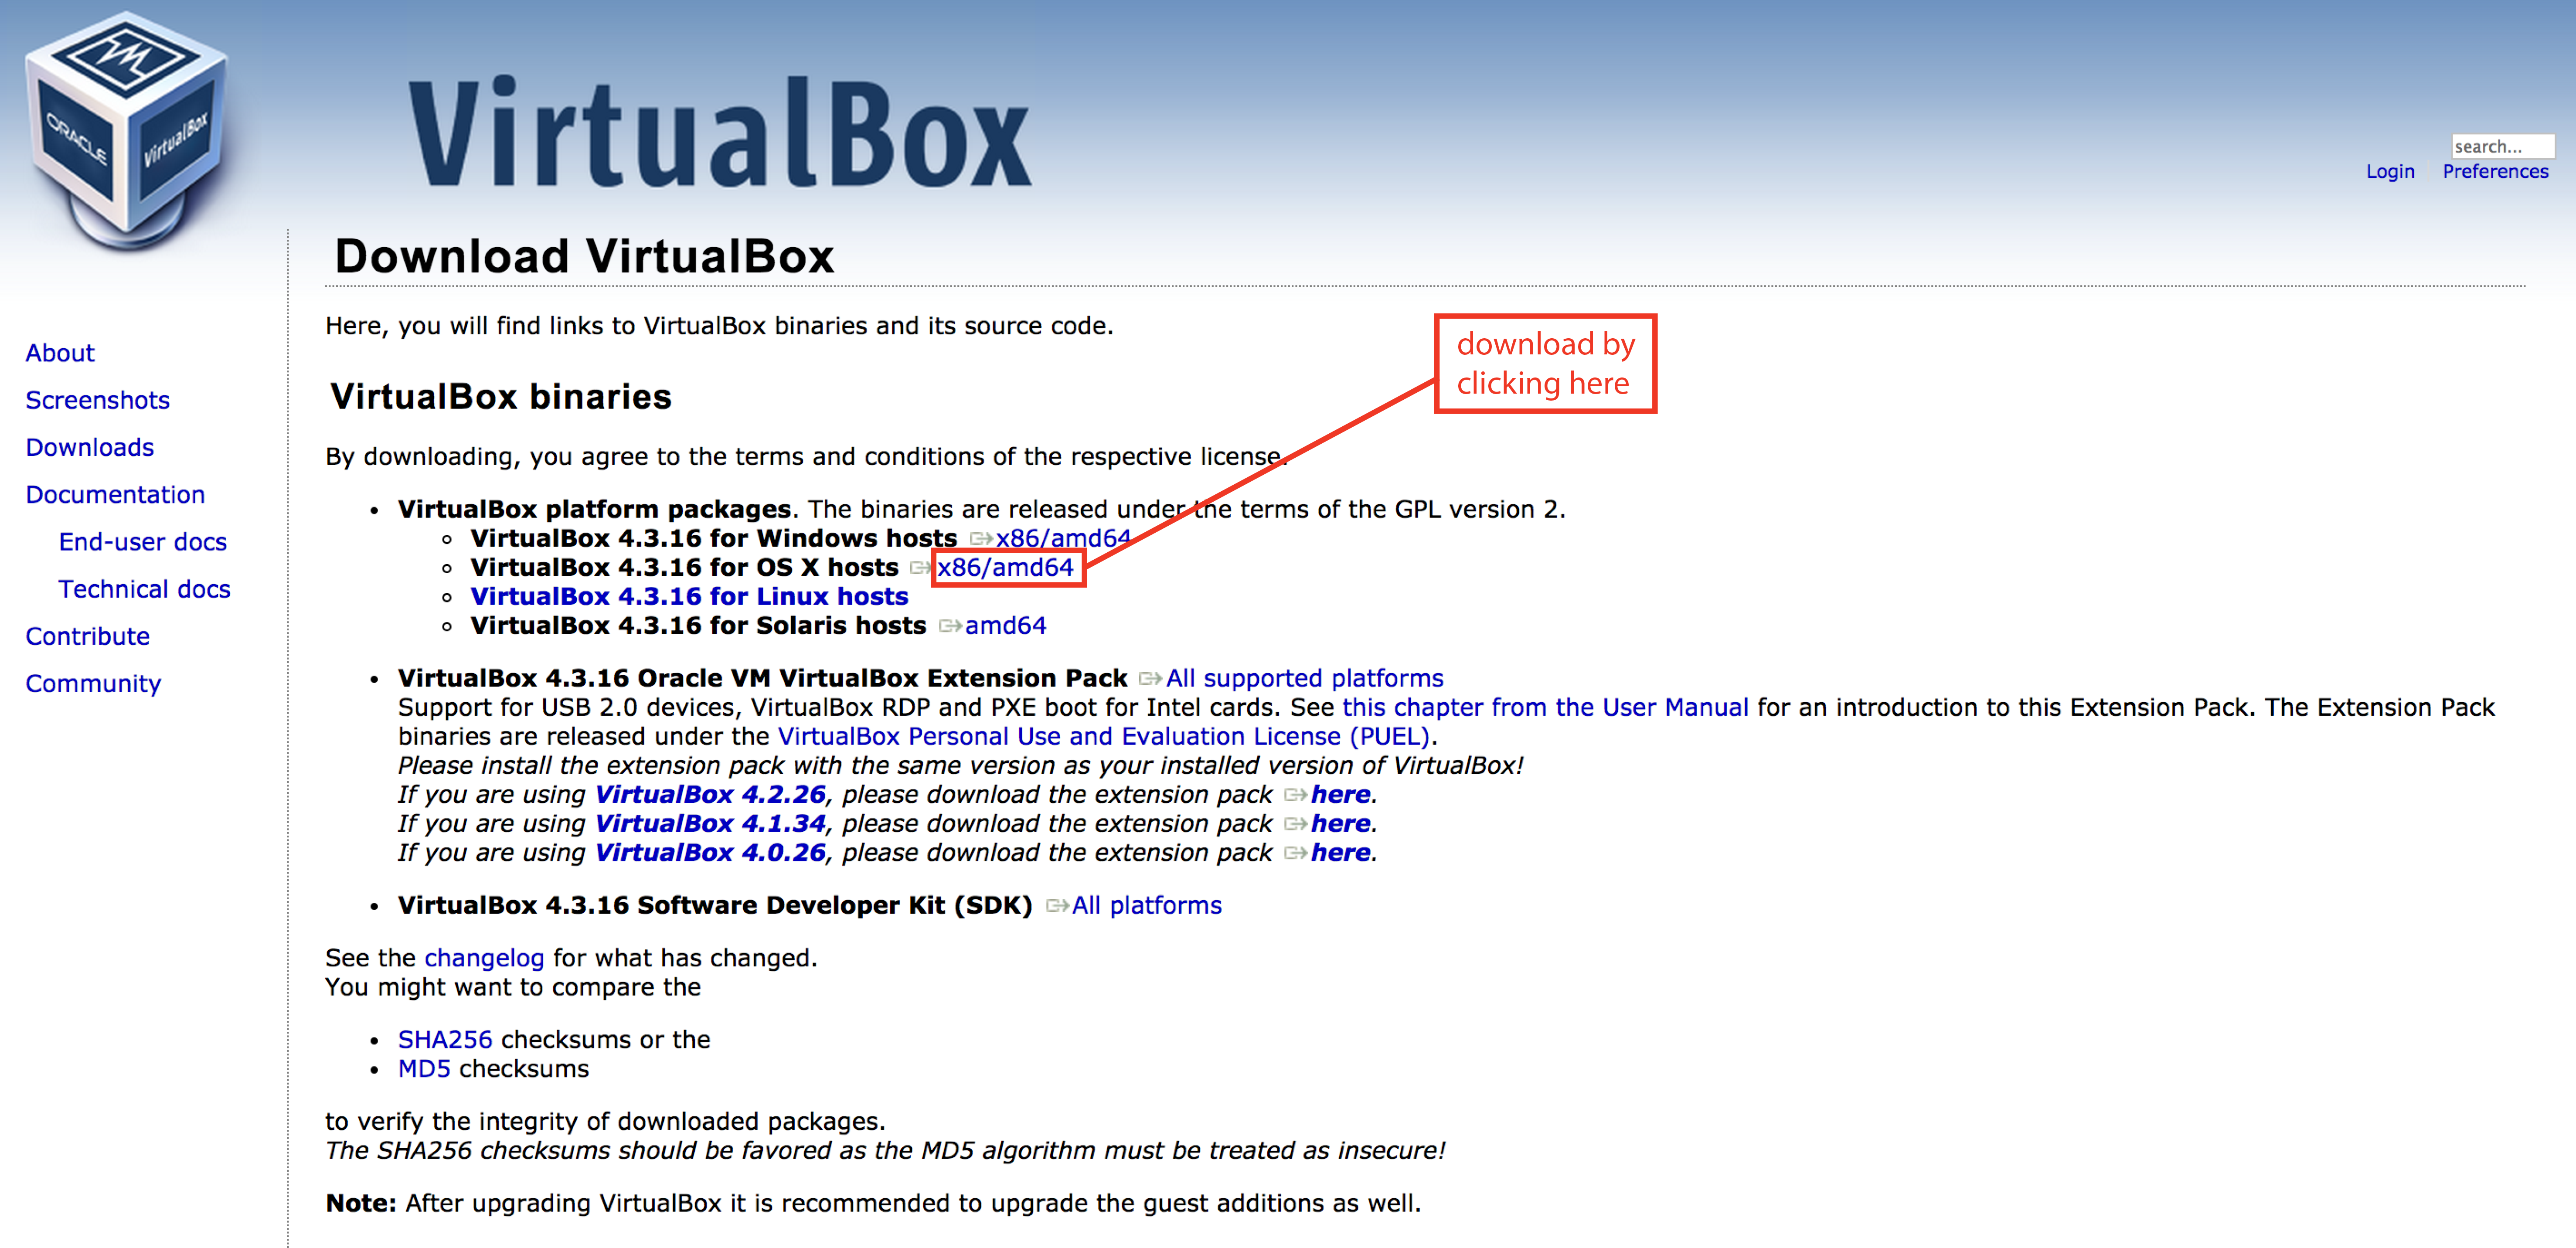 ORACLE
VirtualBox
VirtualBox
search...
Login
Preferences
Download VirtualBox
Here, you will find links to VirtualBox binaries and its source code.
download by
clicking here
About
Screenshots
Downloads
Documentation
End-user docs
Technical docs
Contribute
Community
VirtualBox binaries
By downloading, you agree to the terms and conditions of the respective license.
• VirtualBox platform packages. The binaries are released under the terms of the GPL version 2.
VirtualBox 4.3.16 for Windows hosts x86/amd64
VirtualBox 4.3.16 for OS X hosts x86/amd64
VirtualBox 4.3.16 for Linux hosts
VirtualBox 4.3.16 for Solaris hosts amd64
• VirtualBox 4.3.16 Oracle VM VirtualBox Extension Pack All supported platforms
Support for USB 2.0 devices, VirtualBox RDP and PXE boot for Intel cards. See this chapter from the User Manual for an introduction to this Extension Pack. The Extension Pack
binaries are released under the VirtualBox Personal Use and Evaluation License (PUEL).
Please install the extension pack with the same version as your installed version of VirtualBox!
If you are using VirtualBox 4.2.26, please download the extension pack here.
If you are using VirtualBox 4.1.34, please download the extension pack here.
If you are using VirtualBox 4.0.26, please download the extension pack here.
• VirtualBox 4.3.16 Software Developer Kit (SDK) All platforms
See the changelog for what has changed.
You might want to compare the
• SHA256 checksums or the
• MD5 checksums
to verify the integrity of downloaded packages.
The SHA256 checksums should be favored as the MD5 algorithm must be treated as insecure!
Note: After upgrading VirtualBox it is recommended to upgrade the guest additions as well.